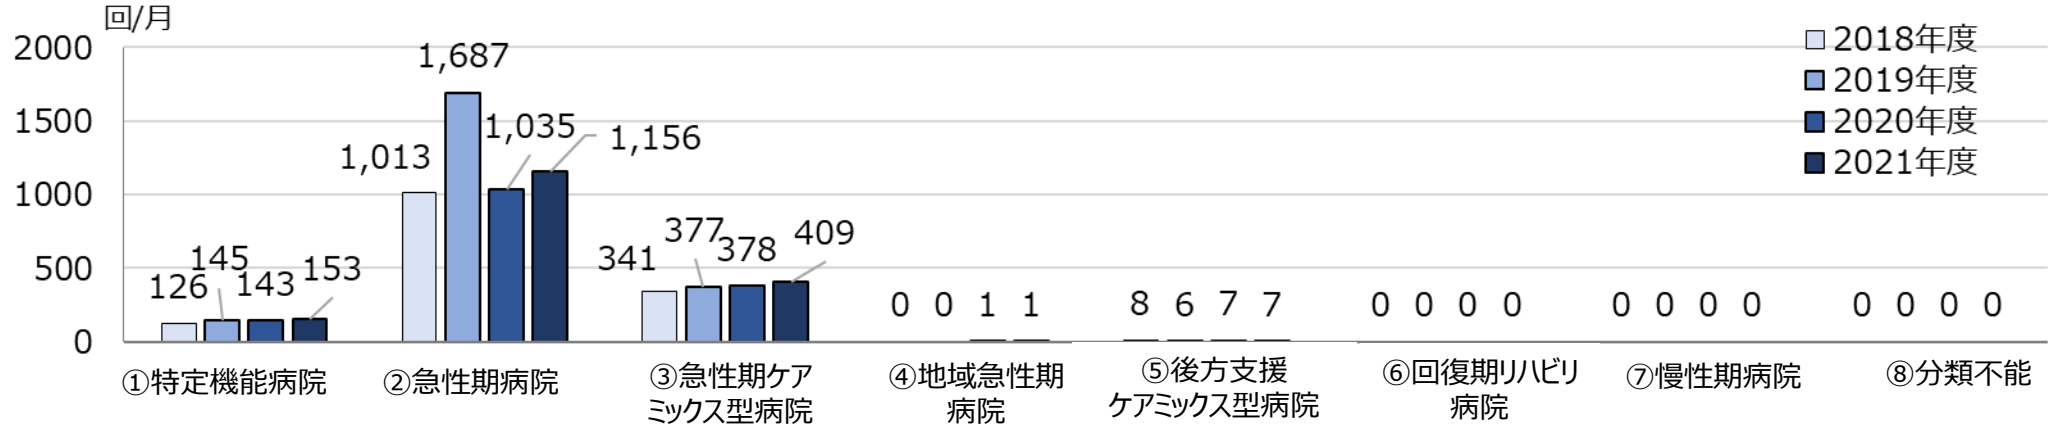 回/月
2000
1500
1000
500
0
2018年度
2019年度
2020年度
2021年度
126 145 143 153
1,013 1,687 1,035 1,156
341 377 378 409
0 0 1 1
8 6 7 7
0 0 0 0
0 0 0 0
0 0 0 0
①特定機能病院
②急性期病院
③急性期ケア
ミックス型病院
④地域急性期
病院
⑤後方支援
ケアミックス型病院
⑥回復期リハビリ
病院
⑦慢性期病院
⑧分類不能